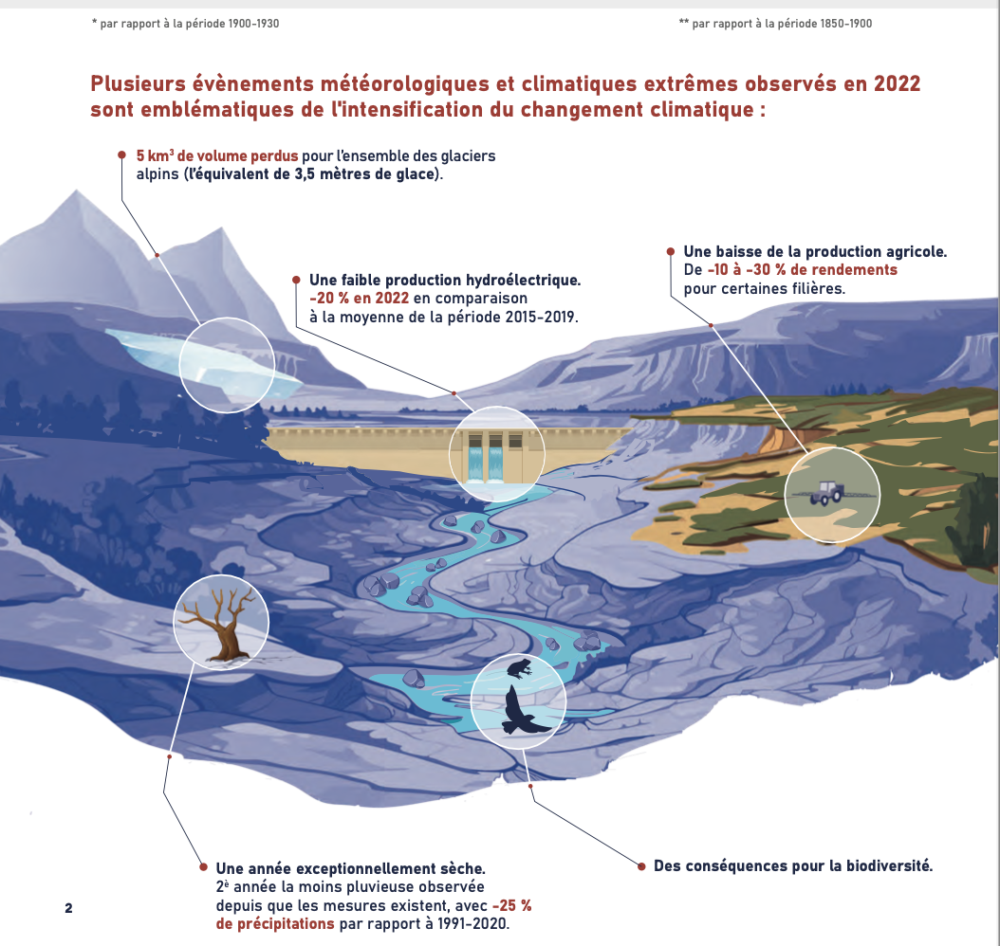 * par rapport à la période 1900-1930
** par rapport à la période 1850-1900
Plusieurs évènements météorologiques et climatiques extrêmes observés en 2022
sont emblématiques de l'intensification du changement climatique :
5 km³ de volume perdus pour l'ensemble des glaciers
alpins (l'équivalent de 3,5 mètres de glace).
Une baisse de la production agricole.
De -10 à -30 % de rendements
pour certaines filières.
Une faible production hydroélectrique.
-20 % en 2022 en comparaison
à la moyenne de la période 2015-2019.
Une année exceptionnellement sèche.
2è année la moins pluvieuse observée
depuis que les mesures existent, avec -25 %
de précipitations par rapport à 1991-2020.
Des conséquences pour la biodiversité.
2